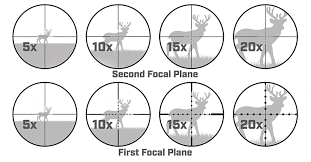 5x 10x 15x 20x
Second Focal Plane
5x 10x 15x 20x
First Focal Plane